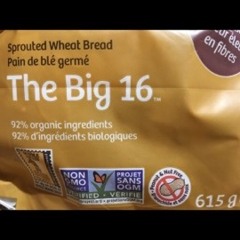 en fibres
Sprouted Wheat Bread
Pain de blé germé
The Big 16™
92% organic ingredients
92% d'ingrédients biologiques
NON GMO
PROJET SANS OGM
VERIFIED • VÉRIFIÉ
615 g